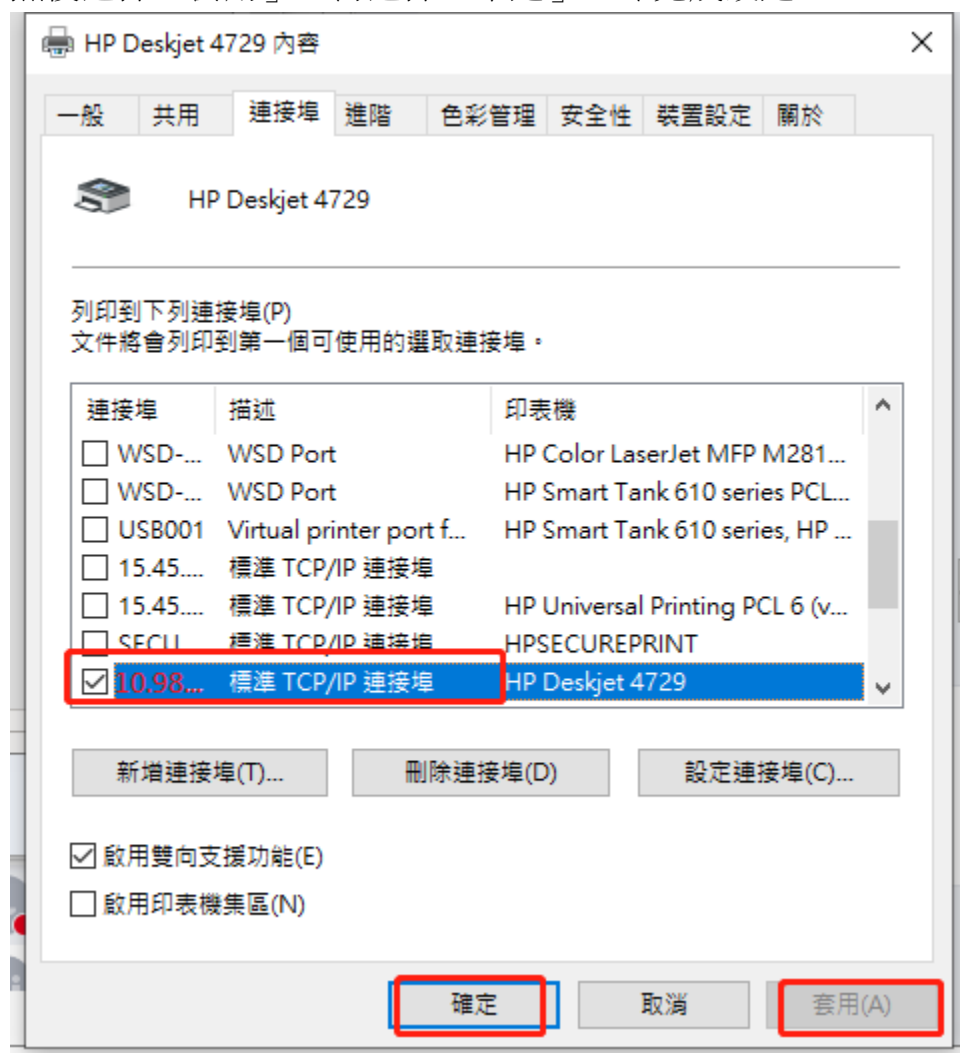 HP Deskjet 4729 內容
一般 共用 連接埠 進階 色彩管理 安全性 裝置設定 關於
HP Deskjet 4729
列印到下列連接埠(P)
文件將會列印到第一個可使用的選取連接埠。
連接埠 描述 印表機
WSD-... WSD Port HP Color LaserJet MFP M281...
WSD-... WSD Port HP Smart Tank 610 series PCL...
USB001 Virtual printer port f... HP Smart Tank 610 series, HP ...
15.45.... 標準 TCP/IP 連接埠
15.45.... 標準 TCP/IP 連接埠 HP Universal Printing PCL 6 (v...
SECU... 標準 TCP/IP 連接埠 HPSECUREPRINT
10.98... 標準 TCP/IP 連接埠 HP Deskjet 4729
新增連接埠(T)... 刪除連接埠(D) 設定連接埠(C)...
啟用雙向支援功能(E)
啟用印表機集區(N)
確定 取消 套用(A)